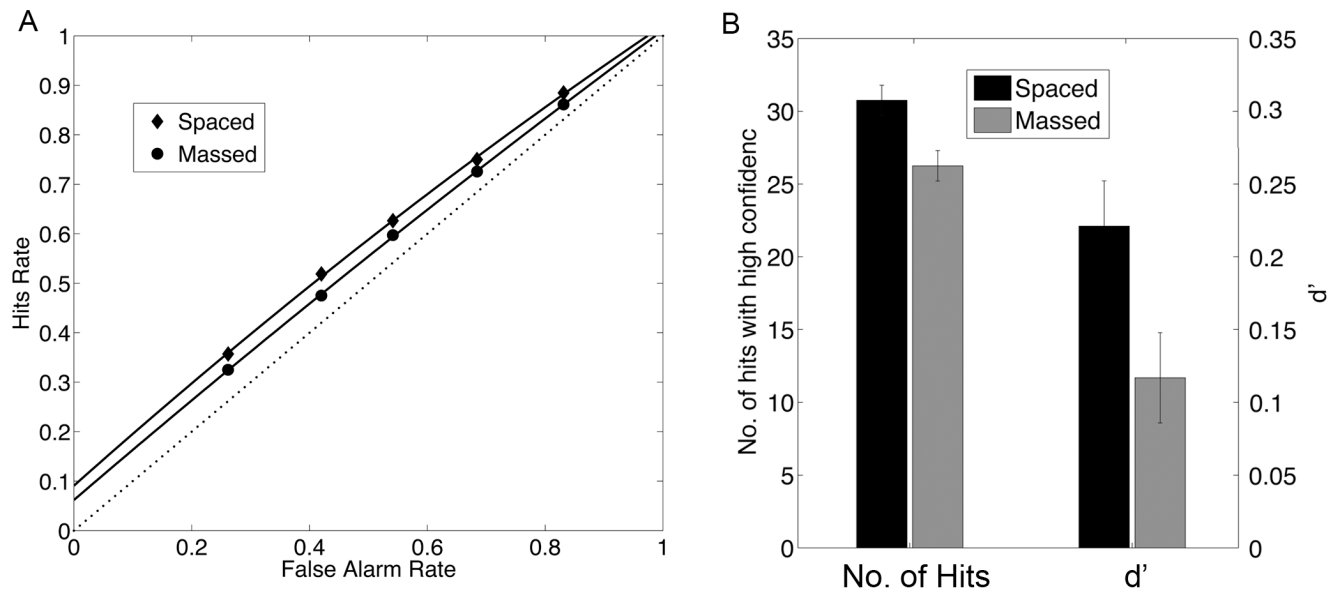 A
1
0.9
0.8
0.7
0.6
0.5
0.4
0.3
0.2
0.1
0
Hits Rate
Spaced
Massed
0 0.2 0.4 0.6 0.8 1
False Alarm Rate
B
35
30
25
20
15
10
5
0
No. of hits with high confidenc
Spaced
Massed
0.35
0.3
0.25
0.2
0.15
0.1
0.05
0
d'
No. of Hits d'